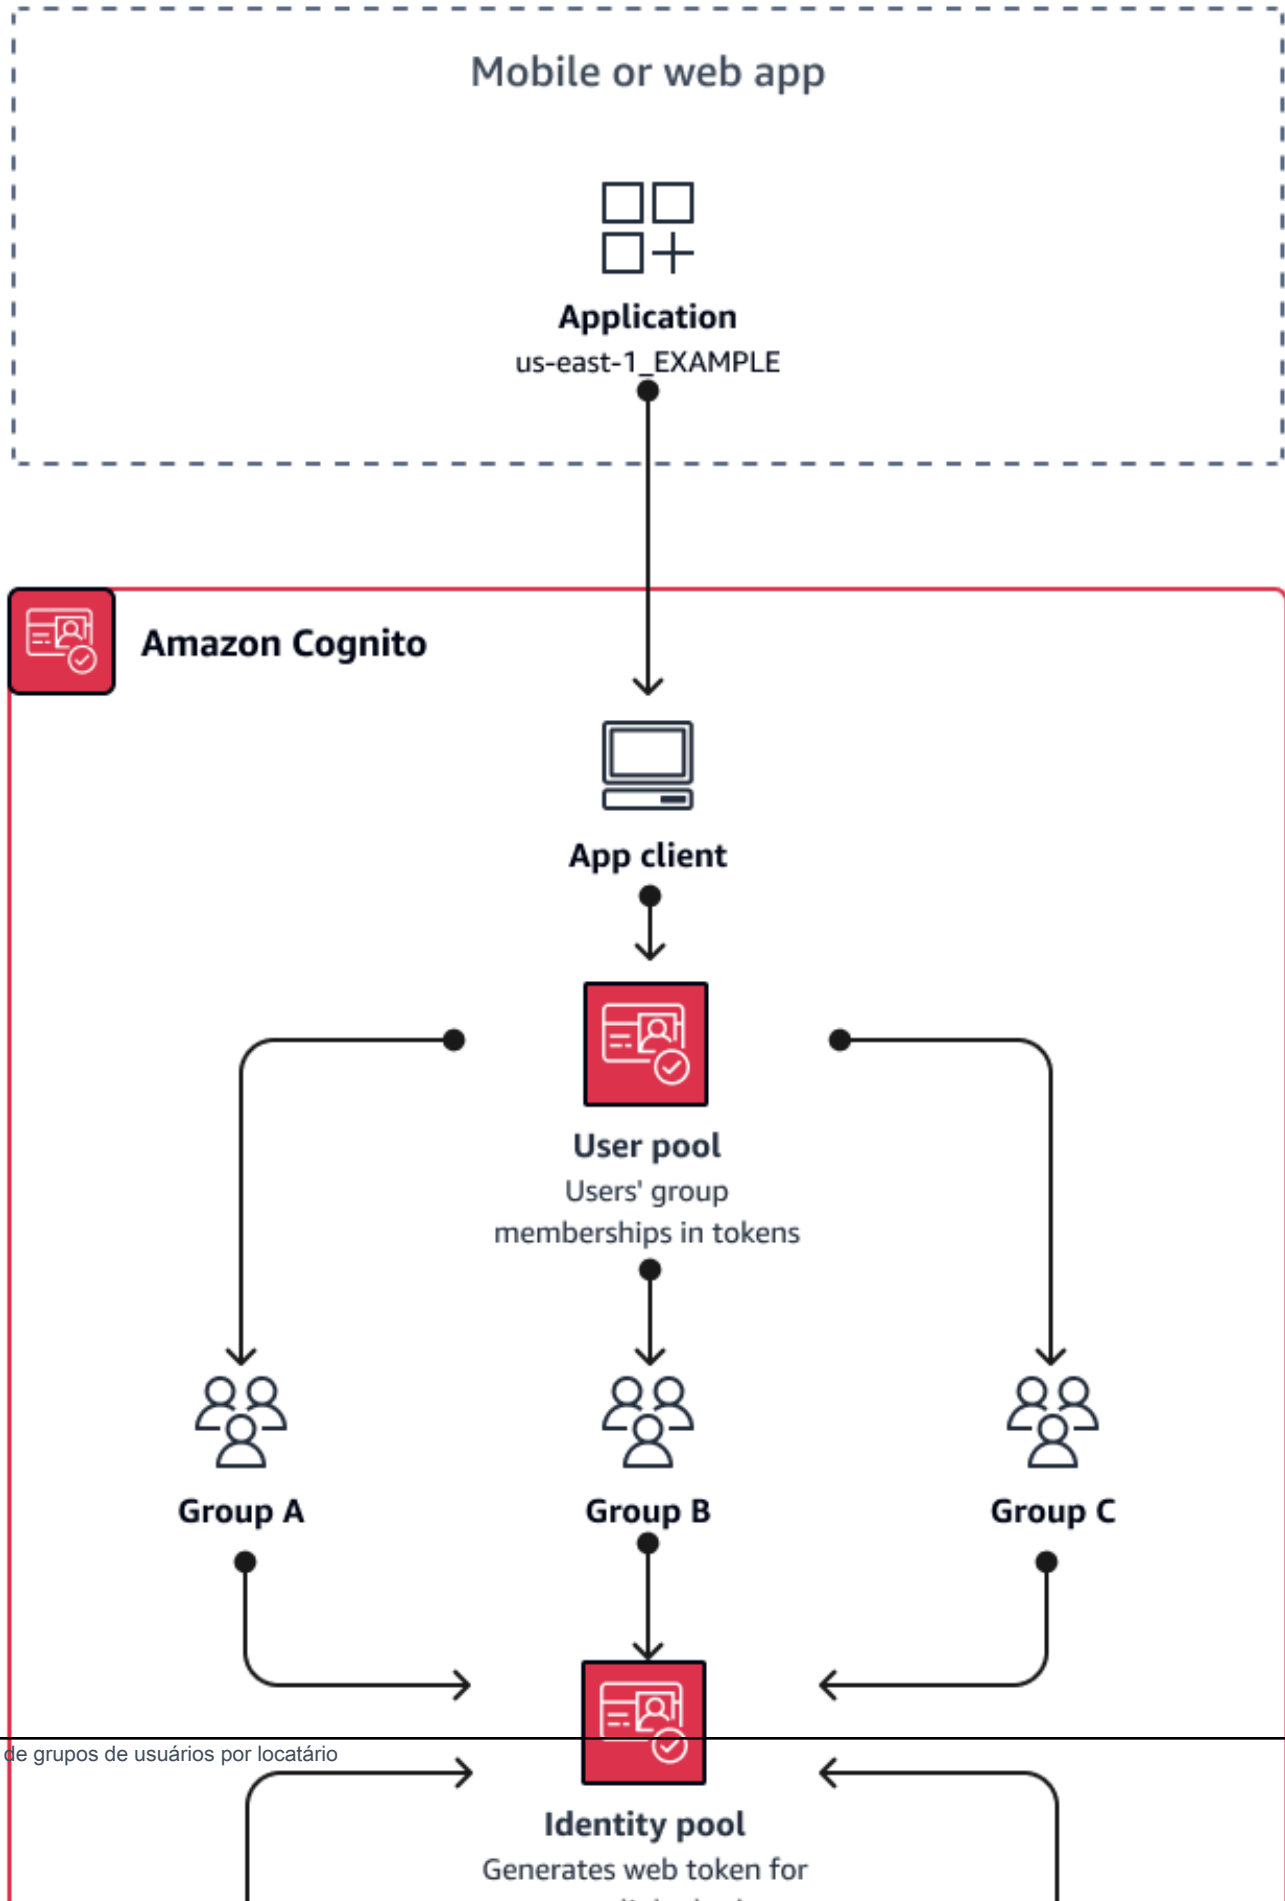 Mobile or web app
Application
us-east-1_EXAMPLE
Amazon Cognito
App client
User pool
Users' group
memberships in tokens
Group A
Group B
Group C
de grupos de usuários por locatário
Identity pool
Generates web token for